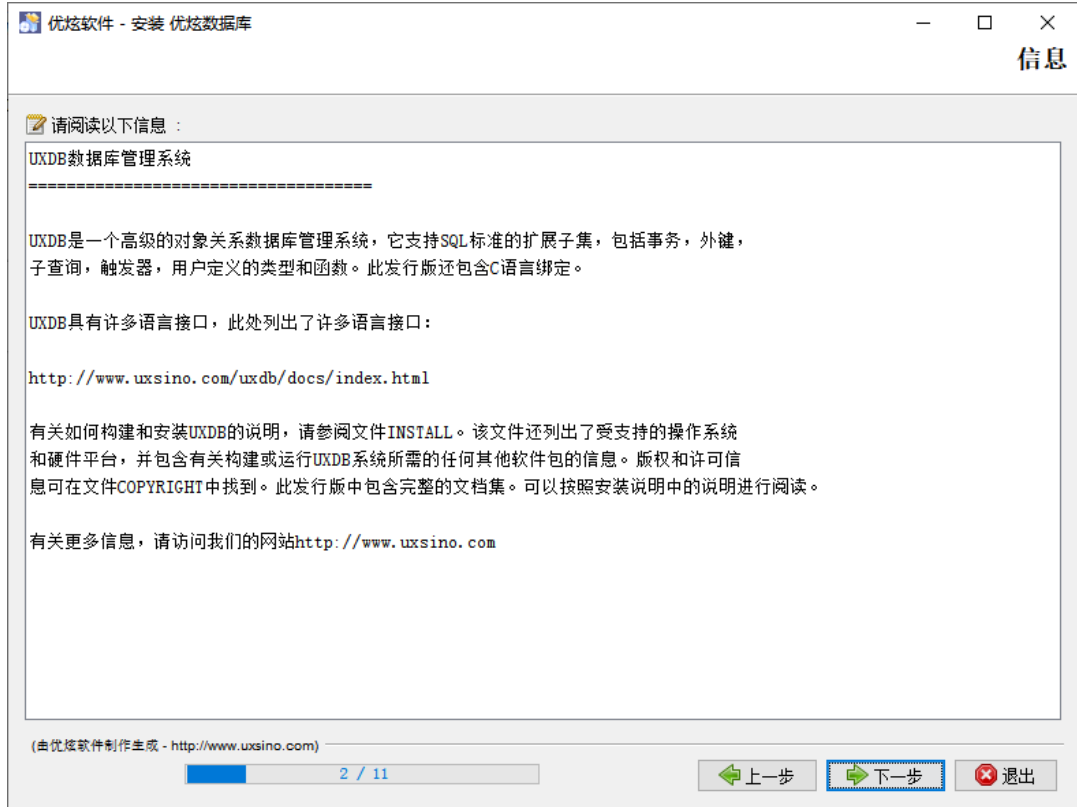 优炫软件 - 安装 优炫数据库
信息
请阅读以下信息 :
UXDB数据库管理系统
====================================
UXDB是一个高级的对象关系数据库管理系统，它支持SQL标准的扩展子集，包括事务，外键，
子查询，触发器，用户定义的类型和函数。此发行版还包含C语言绑定。
UXDB具有许多语言接口，此处列出了许多语言接口：
http://www.uxsino.com/uxdb/docs/index.html
有关如何构建和安装UXDB的说明，请参阅文件INSTALL。该文件还列出了受支持的操作系统
和硬件平台，并包含有关构建或运行UXDB系统所需的任何其他软件包的信息。版权和许可信
息可在文件COPYRIGHT中找到。此发行版中包含完整的文档集。可以按照安装说明中的说明进行阅读。
有关更多信息，请访问我们的网站http://www.uxsino.com
(由优炫软件制作生成 - http://www.uxsino.com)
2 / 11
上一步
下一步
退出